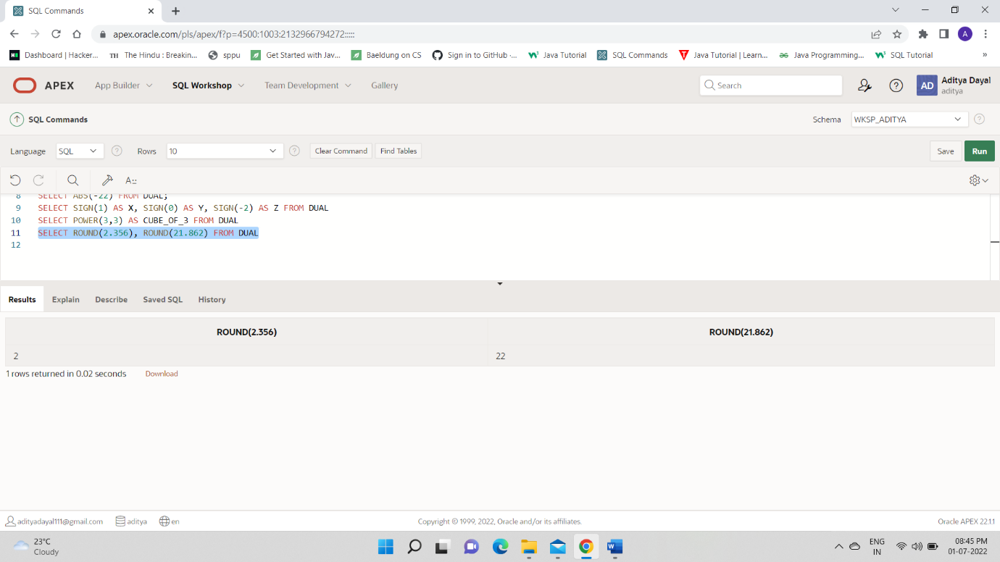 SQL Commands
apex.oracle.com/pls/apex/f?p=4500:1003:2132966794272:::::
A
Dashboard | Hacker... TH The Hindu : Breakin... sppu Get Started with Jav... Baeldung on CS Sign in to GitHub ·... Java Tutorial SQL Commands Java Tutorial | Learn... Java Programming,... SQL Tutorial »
APEX App Builder SQL Workshop Team Development Gallery Search AD Aditya Dayal
aditya
SQL Commands Schema WKSP_ADITYA
Language SQL Rows 10 Clear Command Find Tables Save Run
8 SELECT ABS(-22) FROM DUAL;
9 SELECT SIGN(1) AS X, SIGN(0) AS Y, SIGN(-2) AS Z FROM DUAL
10 SELECT POWER(3,3) AS CUBE_OF_3 FROM DUAL
11 SELECT ROUND(2.356), ROUND(21.862) FROM DUAL
12
Results Explain Describe Saved SQL History
ROUND(2.356) ROUND(21.862)
2 22
1 rows returned in 0.02 seconds Download
adityadayal111@gmail.com aditya en Copyright © 1999, 2022, Oracle and/or its affiliates. Oracle APEX 22.1.1
23°C
Cloudy
ENG
IN
08:45 PM
01-07-2022